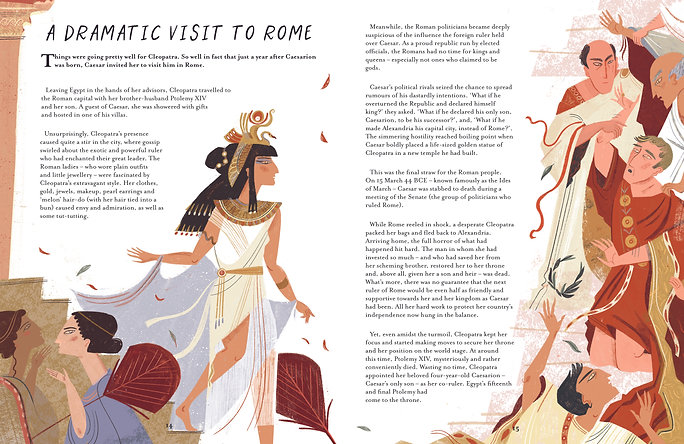 A DRAMATIC VISIT TO ROME
Things were going pretty well for Cleopatra. So well in fact that just a year after Caesarion
was born, Caesar invited her to visit him in Rome.
Leaving Egypt in the hands of her advisors, Cleopatra travelled to
the Roman capital with her brother-husband Ptolemy XIV
and her son. A guest of Caesar, she was showered with gifts
and hosted in one of his villas.
Unsurprisingly, Cleopatra's presence
caused quite a stir in the city, where gossip
swirled about the exotic and powerful ruler
who had enchanted their great leader. The
Roman ladies – who wore plain outfits
and little jewellery – were fascinated by
Cleopatra's extravagant style. Her clothes,
gold, jewels, makeup, pearl earrings and
'melon' hair-do (with her hair tied into a
bun) caused envy and admiration, as well as
some tut-tutting.
14
Meanwhile, the Roman politicians became deeply
suspicious of the influence the foreign ruler held
over Caesar. As a proud republic run by elected
officials, the Romans had no time for kings and
queens – especially not ones who claimed to be
gods.
Caesar's political rivals seized the chance to spread
rumours of his dastardly intentions. 'What if he
overturned the Republic and declared himself
king?' they asked. 'What if he declared his only son,
Caesarion, to be his successor?', and, 'What if he
made Alexandria his capital city, instead of Rome?'.
The simmering hostility reached boiling point when
Caesar boldly placed a life-sized golden statue of
Cleopatra in a new temple he had built.
This was the final straw for the Roman people.
On 15 March 44 BCE – known famously as the Ides
of March – Caesar was stabbed to death during a
meeting of the Senate (the group of politicians who
ruled Rome).
While Rome reeled in shock, a desperate Cleopatra
packed her bags and fled back to Alexandria.
Arriving home, the full horror of what had
happened hit hard. The man in whom she had
invested so much – and who had saved her from
her scheming brother, restored her to her throne
and, above all, given her a son and heir – was dead.
What's more, there was no guarantee that the next
ruler of Rome would be even half as friendly and
supportive towards her and her kingdom as Caesar
had been. All her hard work to protect her country's
independence now hung in the balance.
Yet, even amidst the turmoil, Cleopatra kept her
focus and started making moves to secure her throne
and her position on the world stage. At around
this time, Ptolemy XIV, mysteriously and rather
conveniently died. Wasting no time, Cleopatra
appointed her beloved four-year-old Caesarion –
Caesar's only son – as her co-ruler. Egypt's fifteenth
and final Ptolemy had
come to the throne.
15